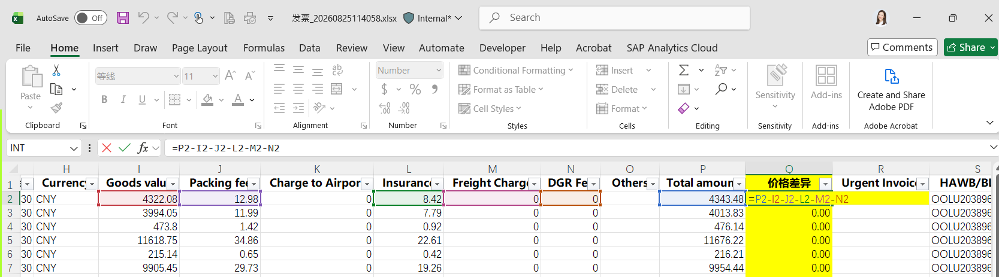 AutoSave Off 发票_20260825114058.xlsx Internal* Search
File Home Insert Draw Page Layout Formulas Data Review View Automate Developer Help Acrobat SAP Analytics Cloud Comments Share
Paste 等线 11 Number Conditional Formatting Insert Sensitivity Add-ins Create and Share
B I U $ % Format as Table Delete Adobe PDF
A Cell Styles Format
Clipboard Font Alignment Number Styles Cells Editing Sensitivity Add-ins Adobe Acrobat
INT fx =P2-I2-J2-L2-M2-N2
H I J K L M N O P Q R S
1 Currency Goods valu Packing fee Charge to Airpor Insurance Freight Charge DGR Fe Others Total amoun 价格差异 Urgent Invoice HAWB/BL
2 30 CNY 4322.08 12.98 0 8.42 0 0 4343.48 =P2-I2-J2-L2-M2-N2 OOLU203896
3 30 CNY 3994.05 11.99 0 7.79 0 0 4013.83 0.00 OOLU203896
4 30 CNY 473.8 1.42 0 0.92 0 0 476.14 0.00 OOLU203896
5 30 CNY 11618.75 34.86 0 22.61 0 0 11676.22 0.00 OOLU203896
6 30 CNY 215.14 0.65 0 0.42 0 0 216.21 0.00 OOLU203896
7 30 CNY 9905.45 29.73 0 19.26 0 0 9954.44 0.00 OOLU203896